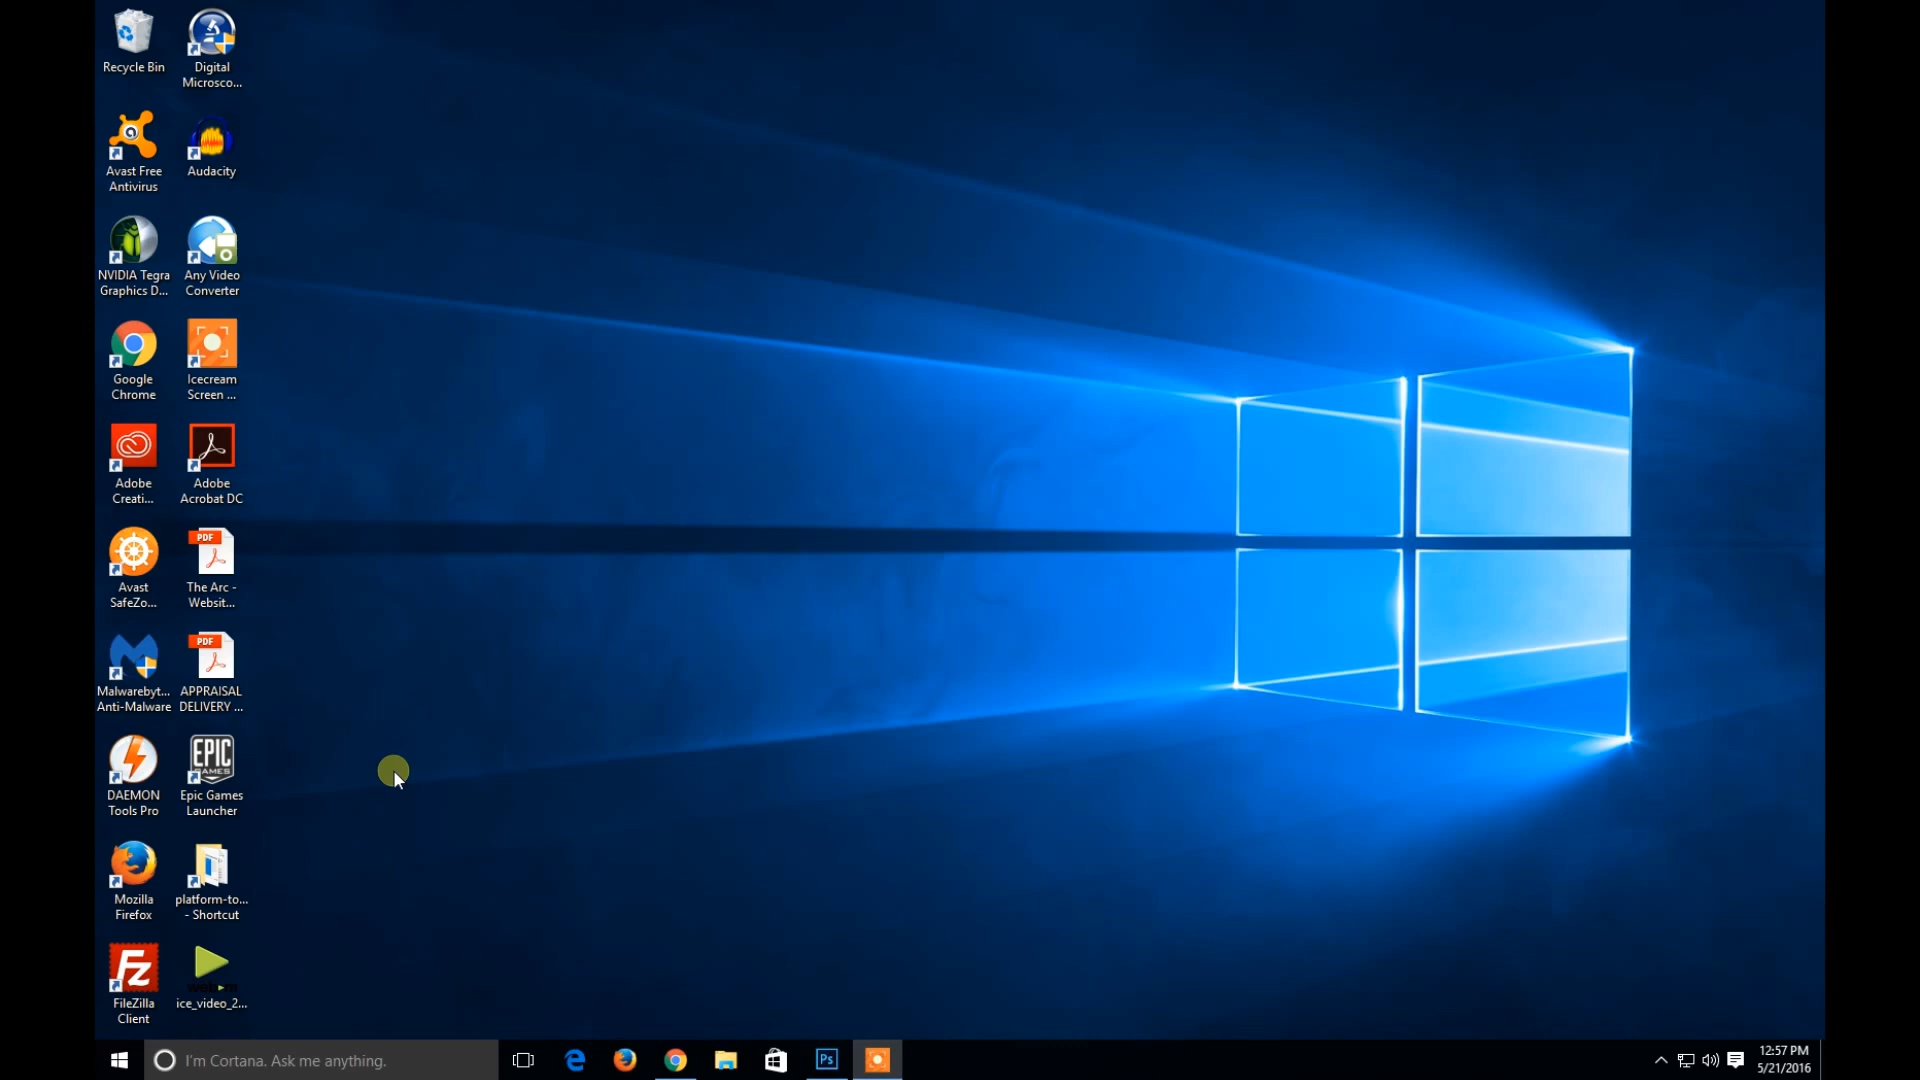 Recycle Bin
Digital
Microsco...
Avast Free
Antivirus
Audacity
NVIDIA Tegra
Graphics D...
Any Video
Converter
Google
Chrome
Icecream
Screen ...
Adobe
Creati...
Adobe
Acrobat DC
Avast
SafeZo...
PDF
The Arc -
Websit...
Malwarebyt...
Anti-Malware
PDF
APPRAISAL
DELIVERY ...
DAEMON
Tools Pro
EPIC
GAMES
Epic Games
Launcher
Mozilla
Firefox
platform-to...
- Shortcut
Fz
FileZilla
Client
ice_video_2...
I'm Cortana. Ask me anything.
Ps
12:57 PM
5/21/2016